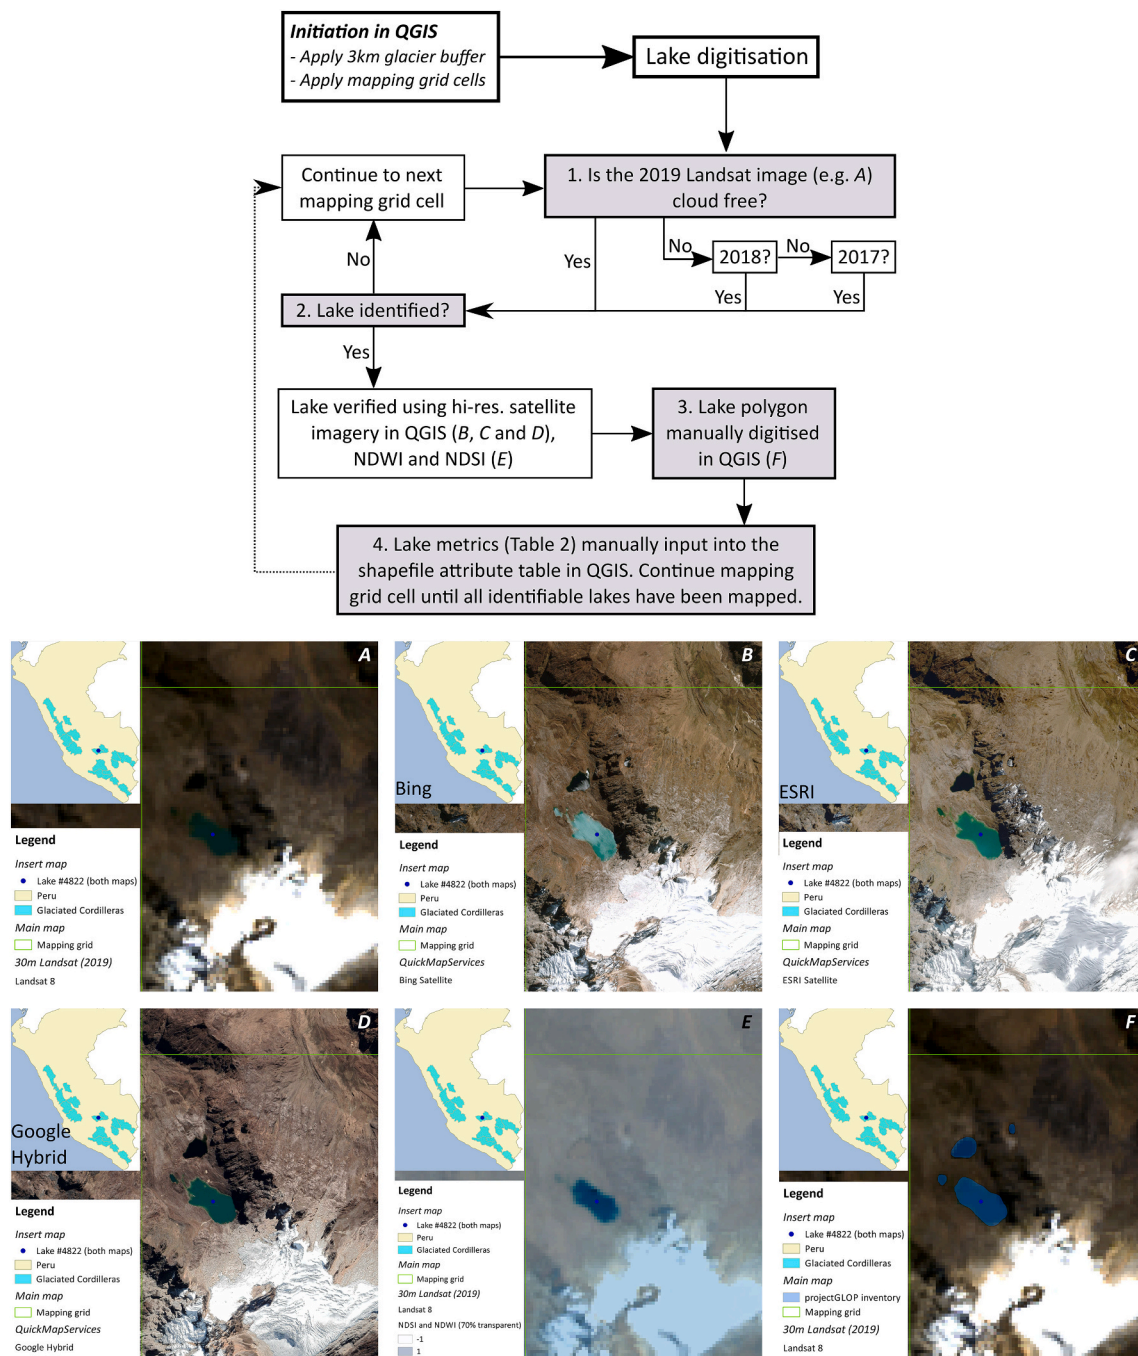 Initiation in QGIS
- Apply 3km glacier buffer
- Apply mapping grid cells
Lake digitisation
Continue to next
mapping grid cell
1. Is the 2019 Landsat image (e.g. A)
cloud free?
No
2018?
No
2017?
Yes
No
Yes
Yes
2. Lake identified?
Yes
Lake verified using hi-res. satellite
imagery in QGIS (B, C and D),
NDWI and NDSI (E)
3. Lake polygon
manually digitised
in QGIS (F)
4. Lake metrics (Table 2) manually input into the
shapefile attribute table in QGIS. Continue mapping
grid cell until all identifiable lakes have been mapped.
A
Legend
Insert map
Lake #4822 (both maps)
Peru
Glaciated Cordilleras
Main map
Mapping grid
30m Landsat (2019)
Landsat 8
B
Bing
Legend
Insert map
Lake #4822 (both maps)
Peru
Glaciated Cordilleras
Main map
Mapping grid
QuickMapServices
Bing Satellite
C
ESRI
Legend
Insert map
Lake #4822 (both maps)
Peru
Glaciated Cordilleras
Main map
Mapping grid
QuickMapServices
ESRI Satellite
D
Google
Hybrid
Legend
Insert map
Lake #4822 (both maps)
Peru
Glaciated Cordilleras
Main map
Mapping grid
QuickMapServices
Google Hybrid
E
Legend
Insert map
Lake #4822 (both maps)
Peru
Glaciated Cordilleras
Main map
Mapping grid
30m Landsat (2019)
Landsat 8
NDSI and NDWI (70% transparent)
-1
1
F
Legend
Insert map
Lake #4822 (both maps)
Peru
Glaciated Cordilleras
Main map
projectGLOP inventory
Mapping grid
30m Landsat (2019)
Landsat 8